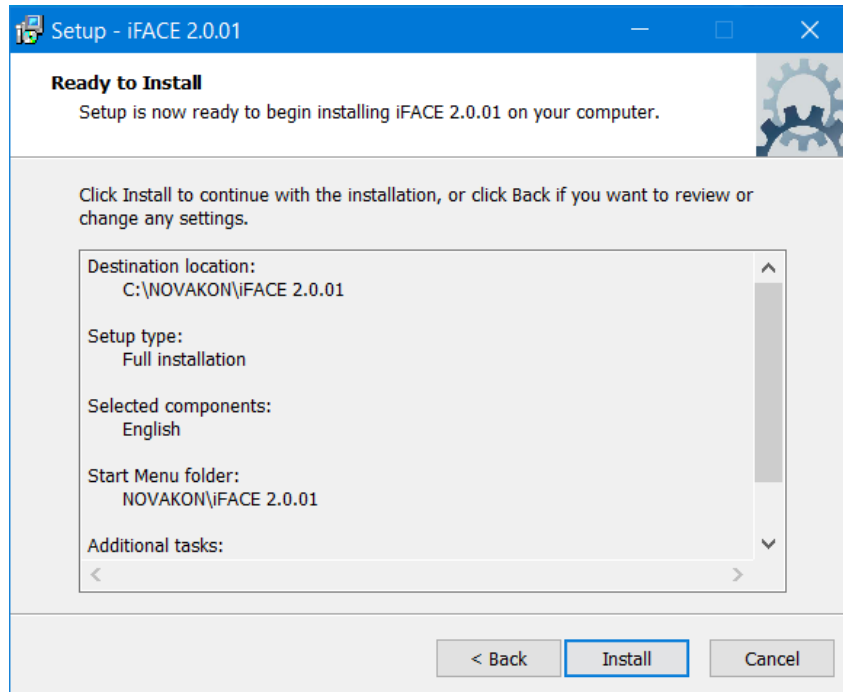 Setup - iFACE 2.0.01
Ready to Install
Setup is now ready to begin installing iFACE 2.0.01 on your computer.
Click Install to continue with the installation, or click Back if you want to review or
change any settings.
Destination location:
C:\NOVAKON\iFACE 2.0.01
Setup type:
Full installation
Selected components:
English
Start Menu folder:
NOVAKON\iFACE 2.0.01
Additional tasks:
< Back
Install
Cancel